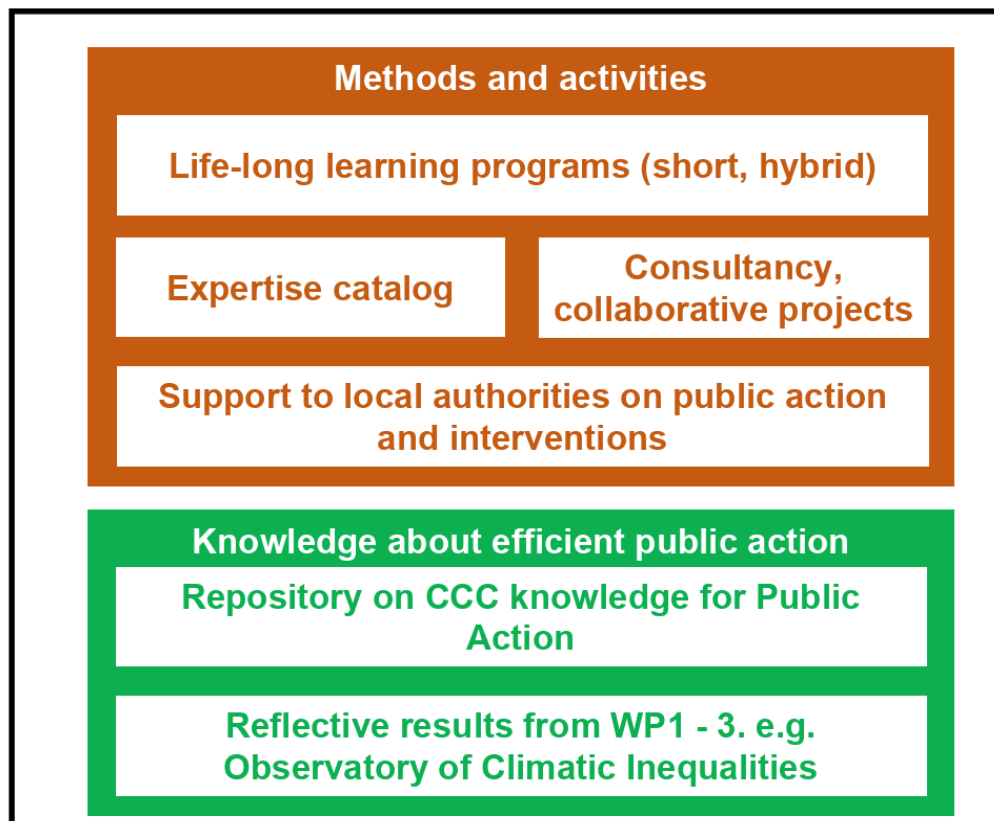 Methods and activities
Life-long learning programs (short, hybrid)
Expertise catalog
Consultancy,
collaborative projects
Support to local authorities on public action
and interventions
Knowledge about efficient public action
Repository on CCC knowledge for Public
Action
Reflective results from WP1 - 3. e.g.
Observatory of Climatic Inequalities